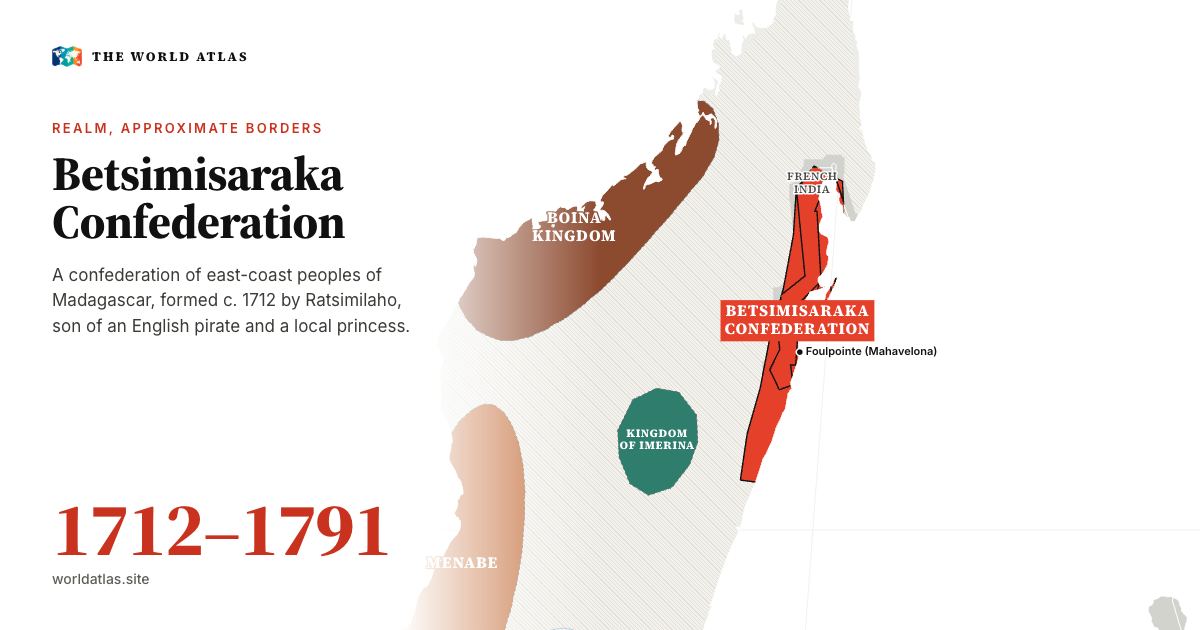 THE WORLD ATLAS
REALM, APPROXIMATE BORDERS
Betsimisaraka
Confederation
A confederation of east-coast peoples of
Madagascar, formed c. 1712 by Ratsimilaho,
son of an English pirate and a local princess.
1712–1791
worldatlas.site
FRENCH
INDIA
BOINA
KINGDOM
BETSIMISARAKA
CONFEDERATION
Foulpointe (Mahavelona)
KINGDOM
OF IMERINA
MENABE